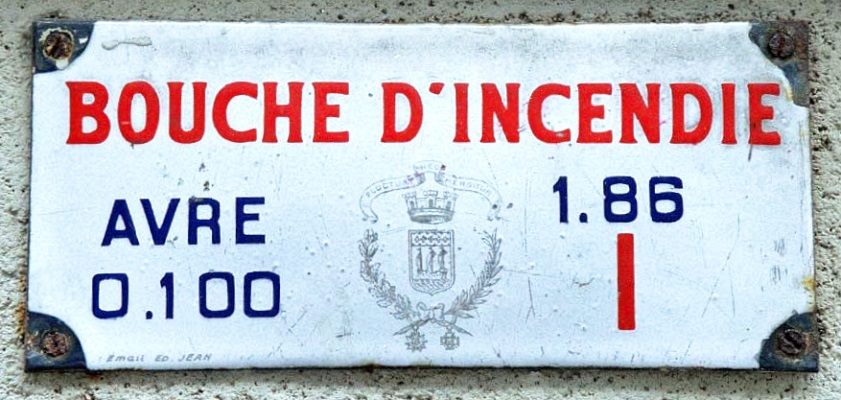 BOUCHE D'INCENDIE
AVRE
0.100
1.86
Email ED. JEAN